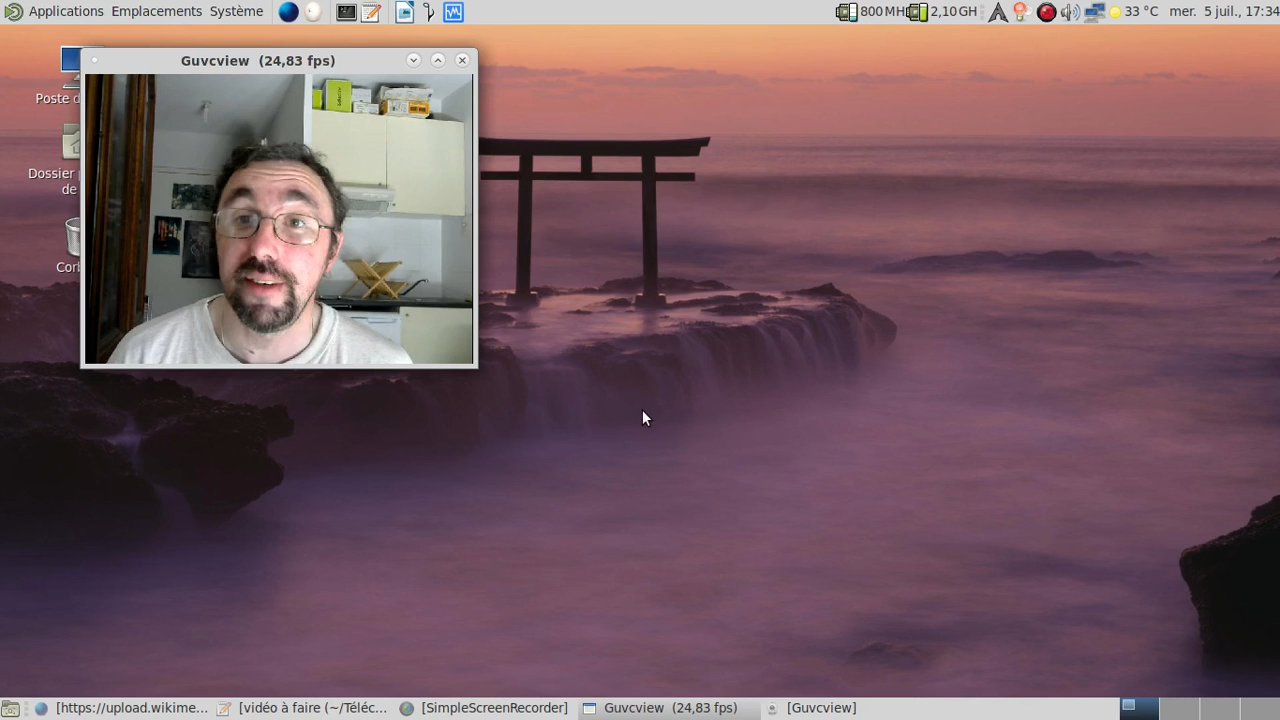 Applications Emplacements Système
800 MH 2,10 GH 33 °C mer. 5 juil., 17:34
Guvcview (24,83 fps)
Poste d
Dossier
de
Cor
[https://upload.wikime... [vidéo à faire (~/Téléc... [SimpleScreenRecorder] Guvcview (24,83 fps) [Guvcview]